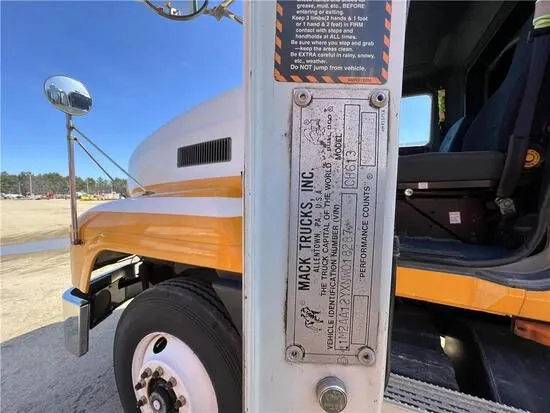 grease, mud, etc., BEFORE
entering or exiting.
Keep 3 limbs (2 hands & 1 foot
or 1 hand & 2 feet) in FIRM
contact with steps and
handholds at ALL times.
Be sure where you step and grab
—keep the areas clean.
Be EXTRA careful in rainy, snowy,
etc., weather.
Do NOT jump from vehicle.
MACK TRUCKS, INC.
ALLENTOWN, PA., U.S.A.
THE TRUCK CAPITAL OF THE WORLD
MODEL
CH613
VEHICLE IDENTIFICATION NUMBER (VIN)
PERFORMANCE COUNTS